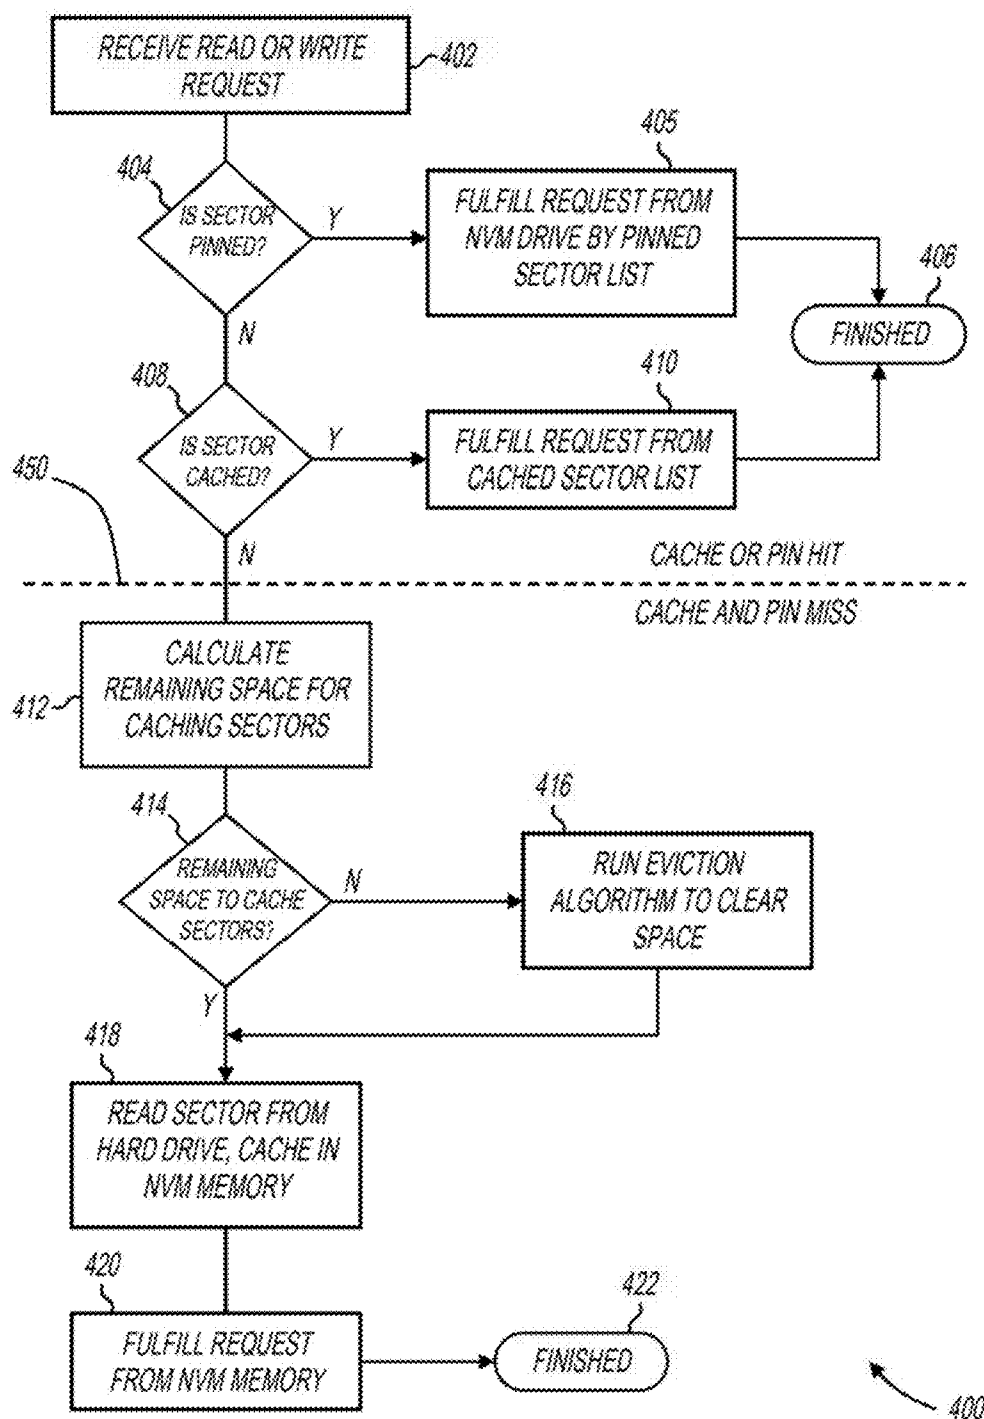 RECEIVE READ OR WRITE
REQUEST
402
404
IS SECTOR
PINNED?
Y
N
405
FULFILL REQUEST FROM
NVM DRIVE BY PINNED
SECTOR LIST
406
FINISHED
408
IS SECTOR
CACHED?
Y
N
410
FULFILL REQUEST FROM
CACHED SECTOR LIST
450
CACHE OR PIN HIT
CACHE AND PIN MISS
CALCULATE
REMAINING SPACE FOR
CACHING SECTORS
412
414
REMAINING
SPACE TO CACHE
SECTORS?
N
Y
416
RUN EVICTION
ALGORITHM TO CLEAR
SPACE
418
READ SECTOR FROM
HARD DRIVE, CACHE IN
NVM MEMORY
420
FULFILL REQUEST
FROM NVM MEMORY
422
FINISHED
400